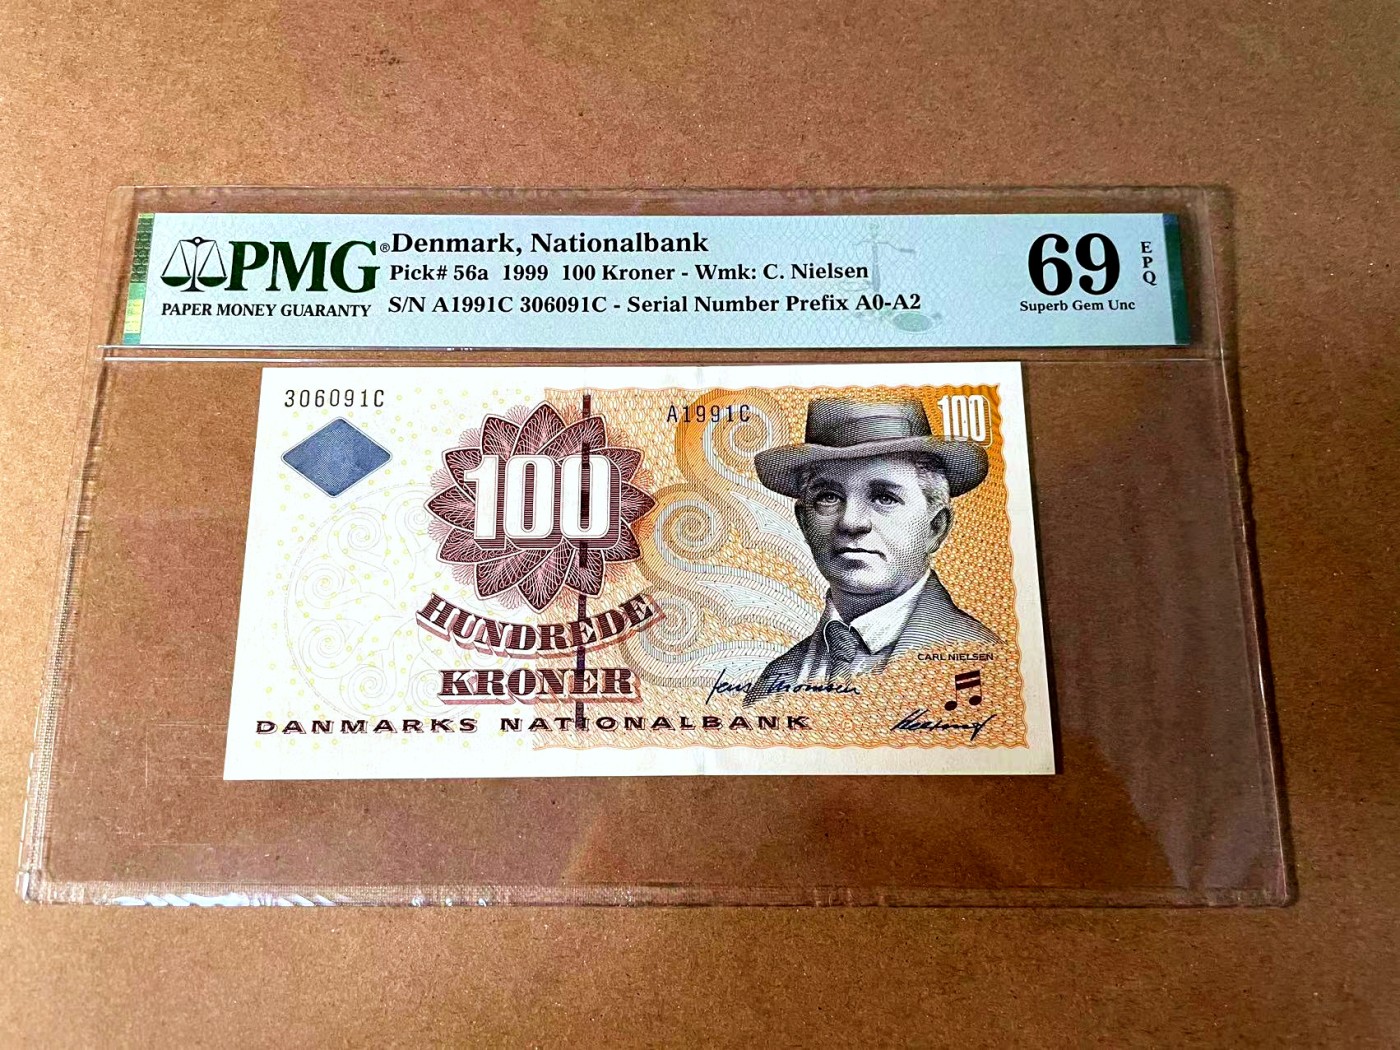 PMG®
PAPER MONEY GUARANTY
Denmark, Nationalbank
Pick# 56a 1999 100 Kroner - Wmk: C. Nielsen
S/N A1991C 306091C - Serial Number Prefix A0-A2
69
EPQ
Superb Gem Unc
306091C
A1991C
100
100
HUNDREDE
KRONER
DANMARKS NATIONALBANK
CARL NIELSEN